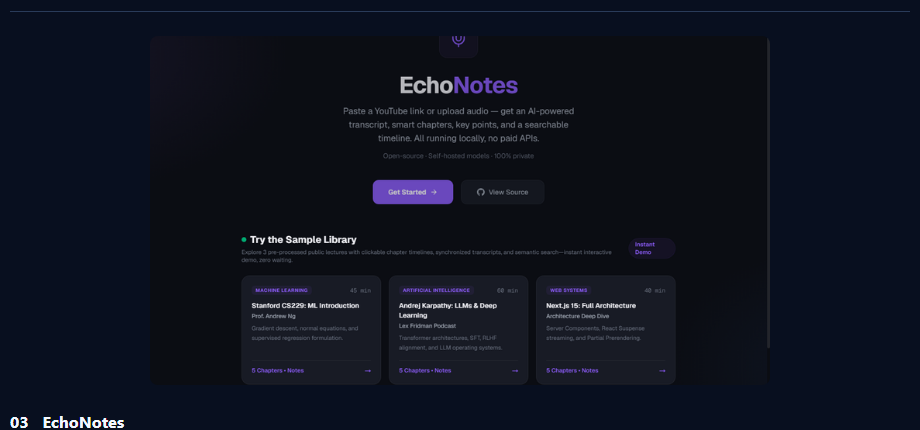 EchoNotes
Paste a YouTube link or upload audio — get an AI-powered
transcript, smart chapters, key points, and a searchable
timeline. All running locally, no paid APIs.
Open-source · Self-hosted models · 100% private
Get Started →
View Source
Try the Sample Library
Explore 3 pre-processed public lectures with clickable chapter timelines, synchronized transcripts, and semantic search—instant interactive
demo, zero waiting.
Instant
Demo
MACHINE LEARNING 45 min
Stanford CS229: ML Introduction
Prof. Andrew Ng
Gradient descent, normal equations, and
supervised regression formulation.
5 Chapters • Notes →
ARTIFICIAL INTELLIGENCE 60 min
Andrej Karpathy: LLMs & Deep
Learning
Lex Fridman Podcast
Transformer architectures, SFT, RLHF
alignment, and LLM operating systems.
5 Chapters • Notes →
WEB SYSTEMS 40 min
Next.js 15: Full Architecture
Architecture Deep Dive
Server Components, React Suspense
streaming, and Partial Prerendering.
5 Chapters • Notes →
03 EchoNotes